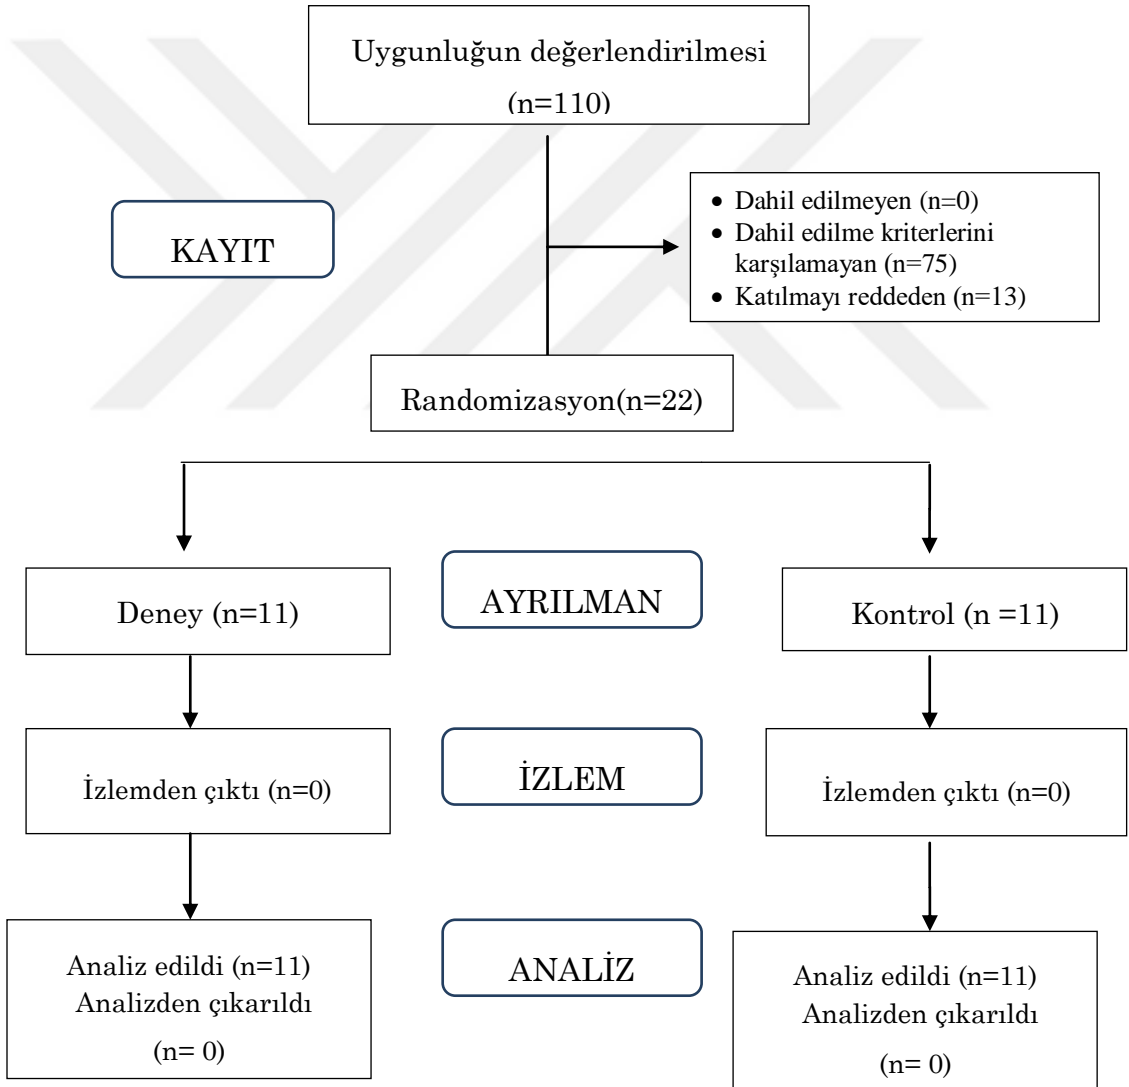 Uygunluğun değerlendirilmesi
(n=110)
• Dahil edilmeyen (n=0)
• Dahil edilme kriterlerini
karşılamayan (n=75)
• Katılmayı reddeden (n=13)
KAYIT
Randomizasyon(n=22)
Deney (n=11)
AYRILMAN
Kontrol (n =11)
İzlemden çıktı (n=0)
İZLEM
İzlemden çıktı (n=0)
Analiz edildi (n=11)
Analizden çıkarıldı
(n= 0)
ANALİZ
Analiz edildi (n=11)
Analizden çıkarıldı
(n= 0)